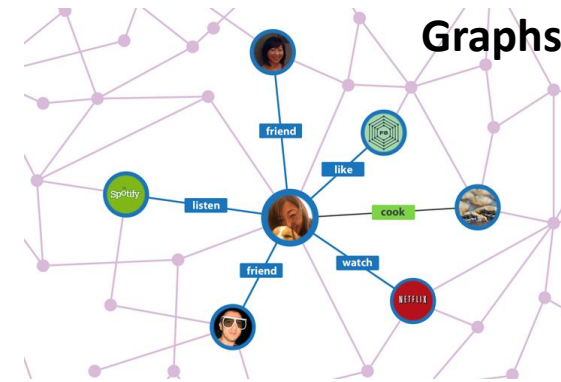 Graphs
friend
like
Spotify
listen
cook
watch
friend
NETFLIX